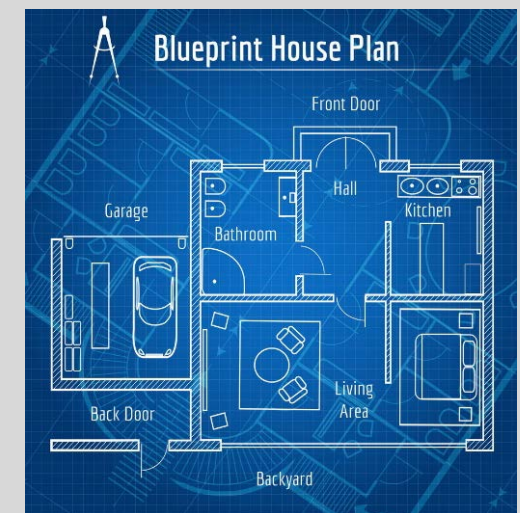 Blueprint House Plan
Front Door
Hall
Kitchen
Garage
Bathroom
Living
Area
Back Door
Backyard